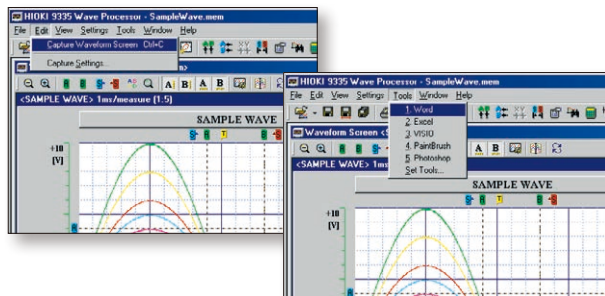 HIOKI 9335 Wave Processor - SampleWave.mem
File Edit View Settings Tools Window Help
Capture Waveform Screen Ctrl+C
Capture Settings...
A B A B
<SAMPLE WAVE> 1ms/measure [1.5]
SAMPLE WAVE
+10
[V]
HIOKI 9335 Wave Processor - SampleWave.mem
File Edit View Settings Tools Window Help
1. Word
2. Excel
3. VISIO
4. PaintBrush
5. Photoshop
Set Tools...
Waveform Screen <S
A B
<SAMPLE WAVE> 1ms
SAMPLE WAVE
+10
[V]